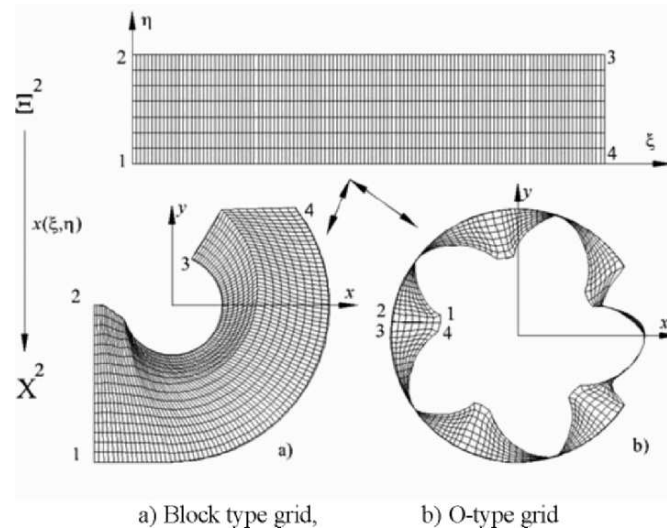 η
2 3
Ξ²
ξ
1 4
x(ξ,η)
y 4 y
3
2 x 2 1 x
3 4
X²
1 a) b)
a) Block type grid, b) O-type grid